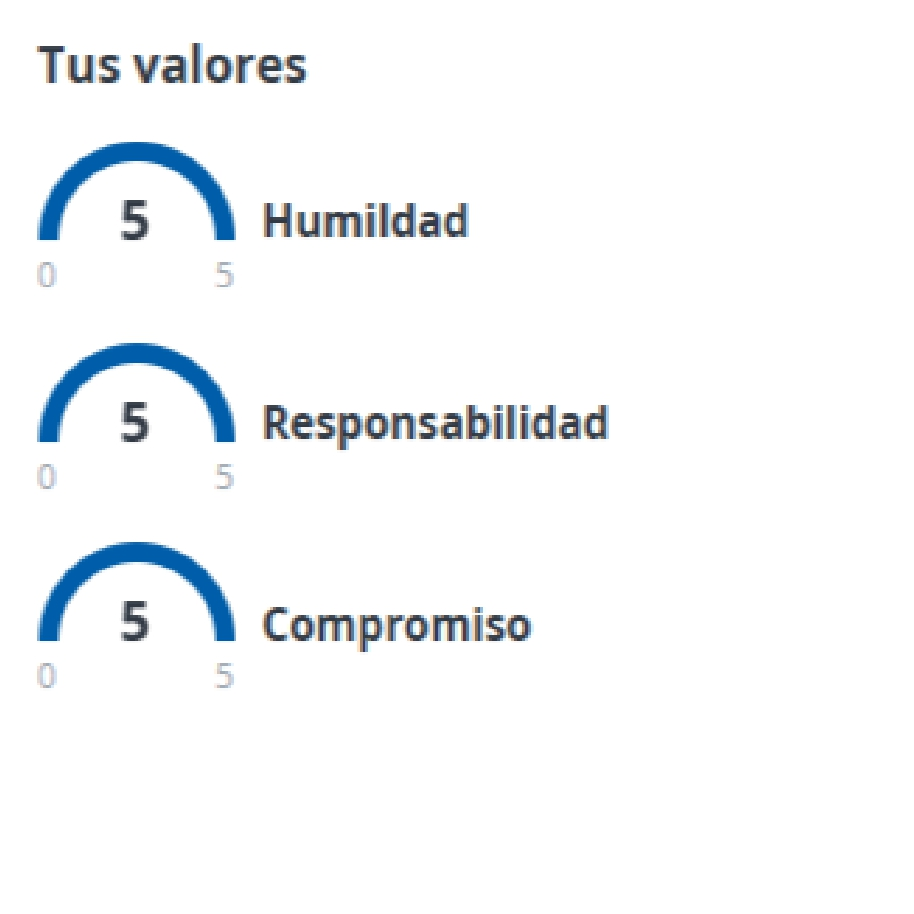 Tus valores
5 Humildad
0 5
5 Responsabilidad
0 5
5 Compromiso
0 5